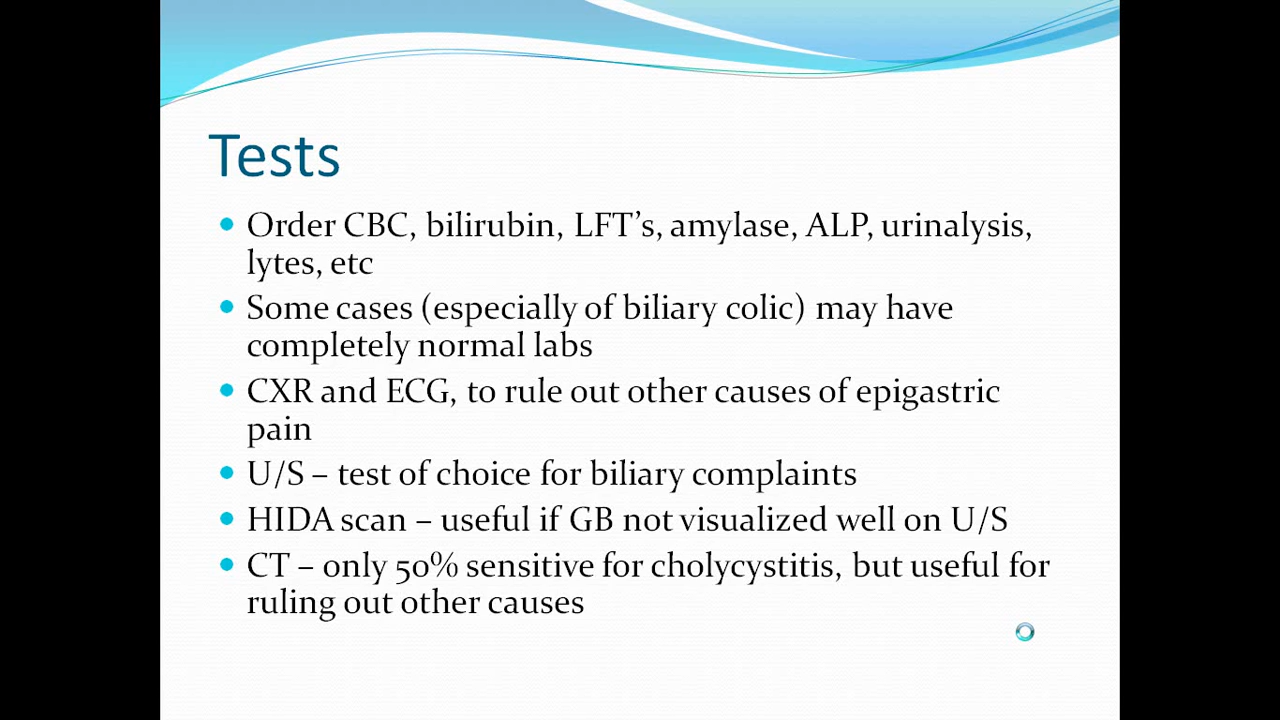 Tests
• Order CBC, bilirubin, LFT’s, amylase, ALP, urinalysis,
lytes, etc
• Some cases (especially of biliary colic) may have
completely normal labs
• CXR and ECG, to rule out other causes of epigastric
pain
• U/S – test of choice for biliary complaints
• HIDA scan – useful if GB not visualized well on U/S
• CT – only 50% sensitive for cholycystitis, but useful for
ruling out other causes